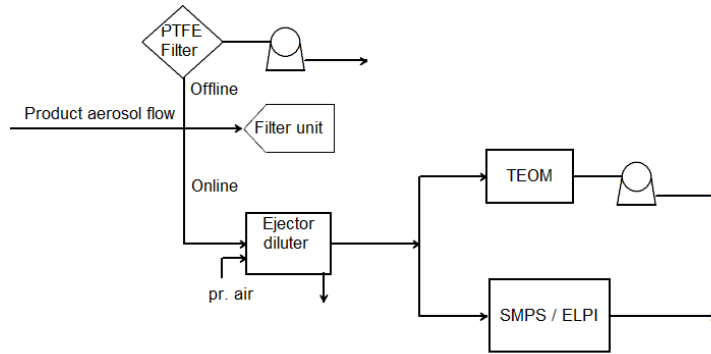 PTFE
Filter
Offline
Product aerosol flow
Filter unit
Online
TEOM
Ejector
diluter
pr. air
SMPS / ELPI